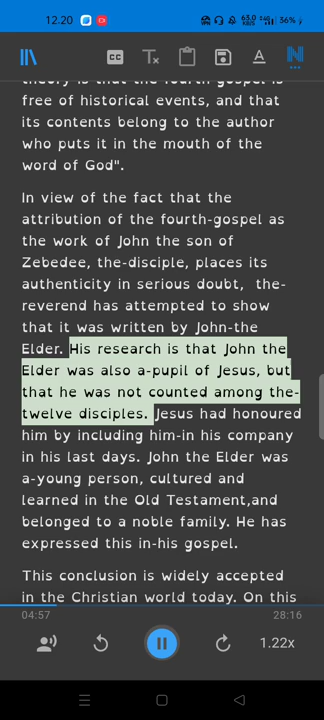 12.20
63.0 KB/S
36%
CC
theory is that the fourth gospel is
free of historical events, and that
its contents belong to the author
who puts it in the mouth of the
word of God".
In view of the fact that the
attribution of the fourth-gospel as
the work of John the son of
Zebedee, the-disciple, places its
authenticity in serious doubt, the-
reverend has attempted to show
that it was written by John-the
Elder. His research is that John the
Elder was also a-pupil of Jesus, but
that he was not counted among the-
twelve disciples. Jesus had honoured
him by including him-in his company
in his last days. John the Elder was
a-young person, cultured and
learned in the Old Testament,and
belonged to a noble family. He has
expressed this in-his gospel.
This conclusion is widely accepted
in the Christian world today. On this
04:57
28:16
1.22x